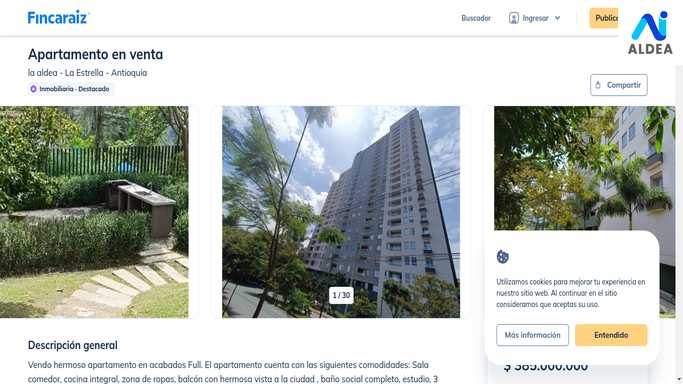 Fincaraiz
Buscador
Ingresar
ALDEA
Apartamento en venta
la aldea - La Estrella - Antioquia
Inmobiliaria - Destacado
Compartir
1 / 30
Utilizamos cookies para mejorar tu experiencia en
nuestro sitio web. Al continuar en el sitio
consideramos que aceptas su uso.
Más información
Entendido
Descripción general
Vendo hermoso apartamento en acabados Full. El apartamento cuenta con las siguientes comodidades: Sala
comedor, cocina integral, zona de ropas, balcón con hermosa vista a la ciudad , baño social completo, estudio, 3
$ 385.000.000